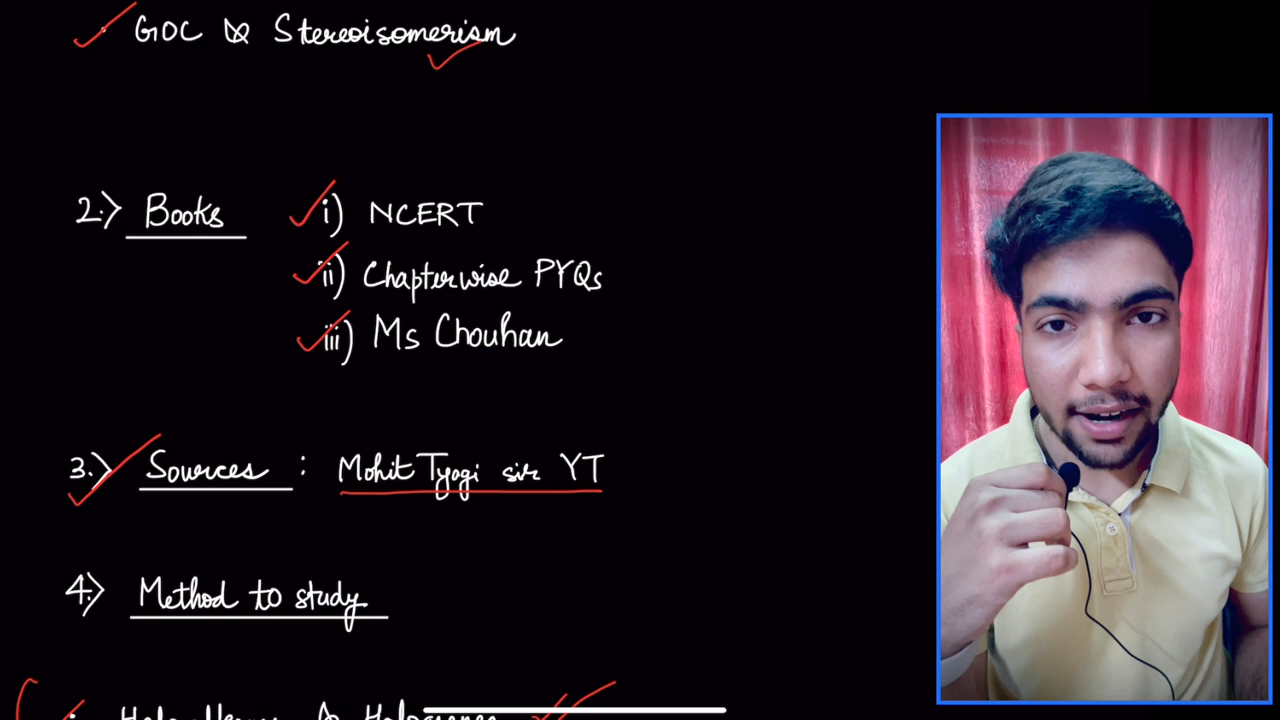 GOC & Stereoisomerism
2.) Books
i) NCERT
ii) Chapterwise PYQs
iii) Ms Chouhan
3.) Sources : Mohit Tyagi sir YT
4.) Method to study